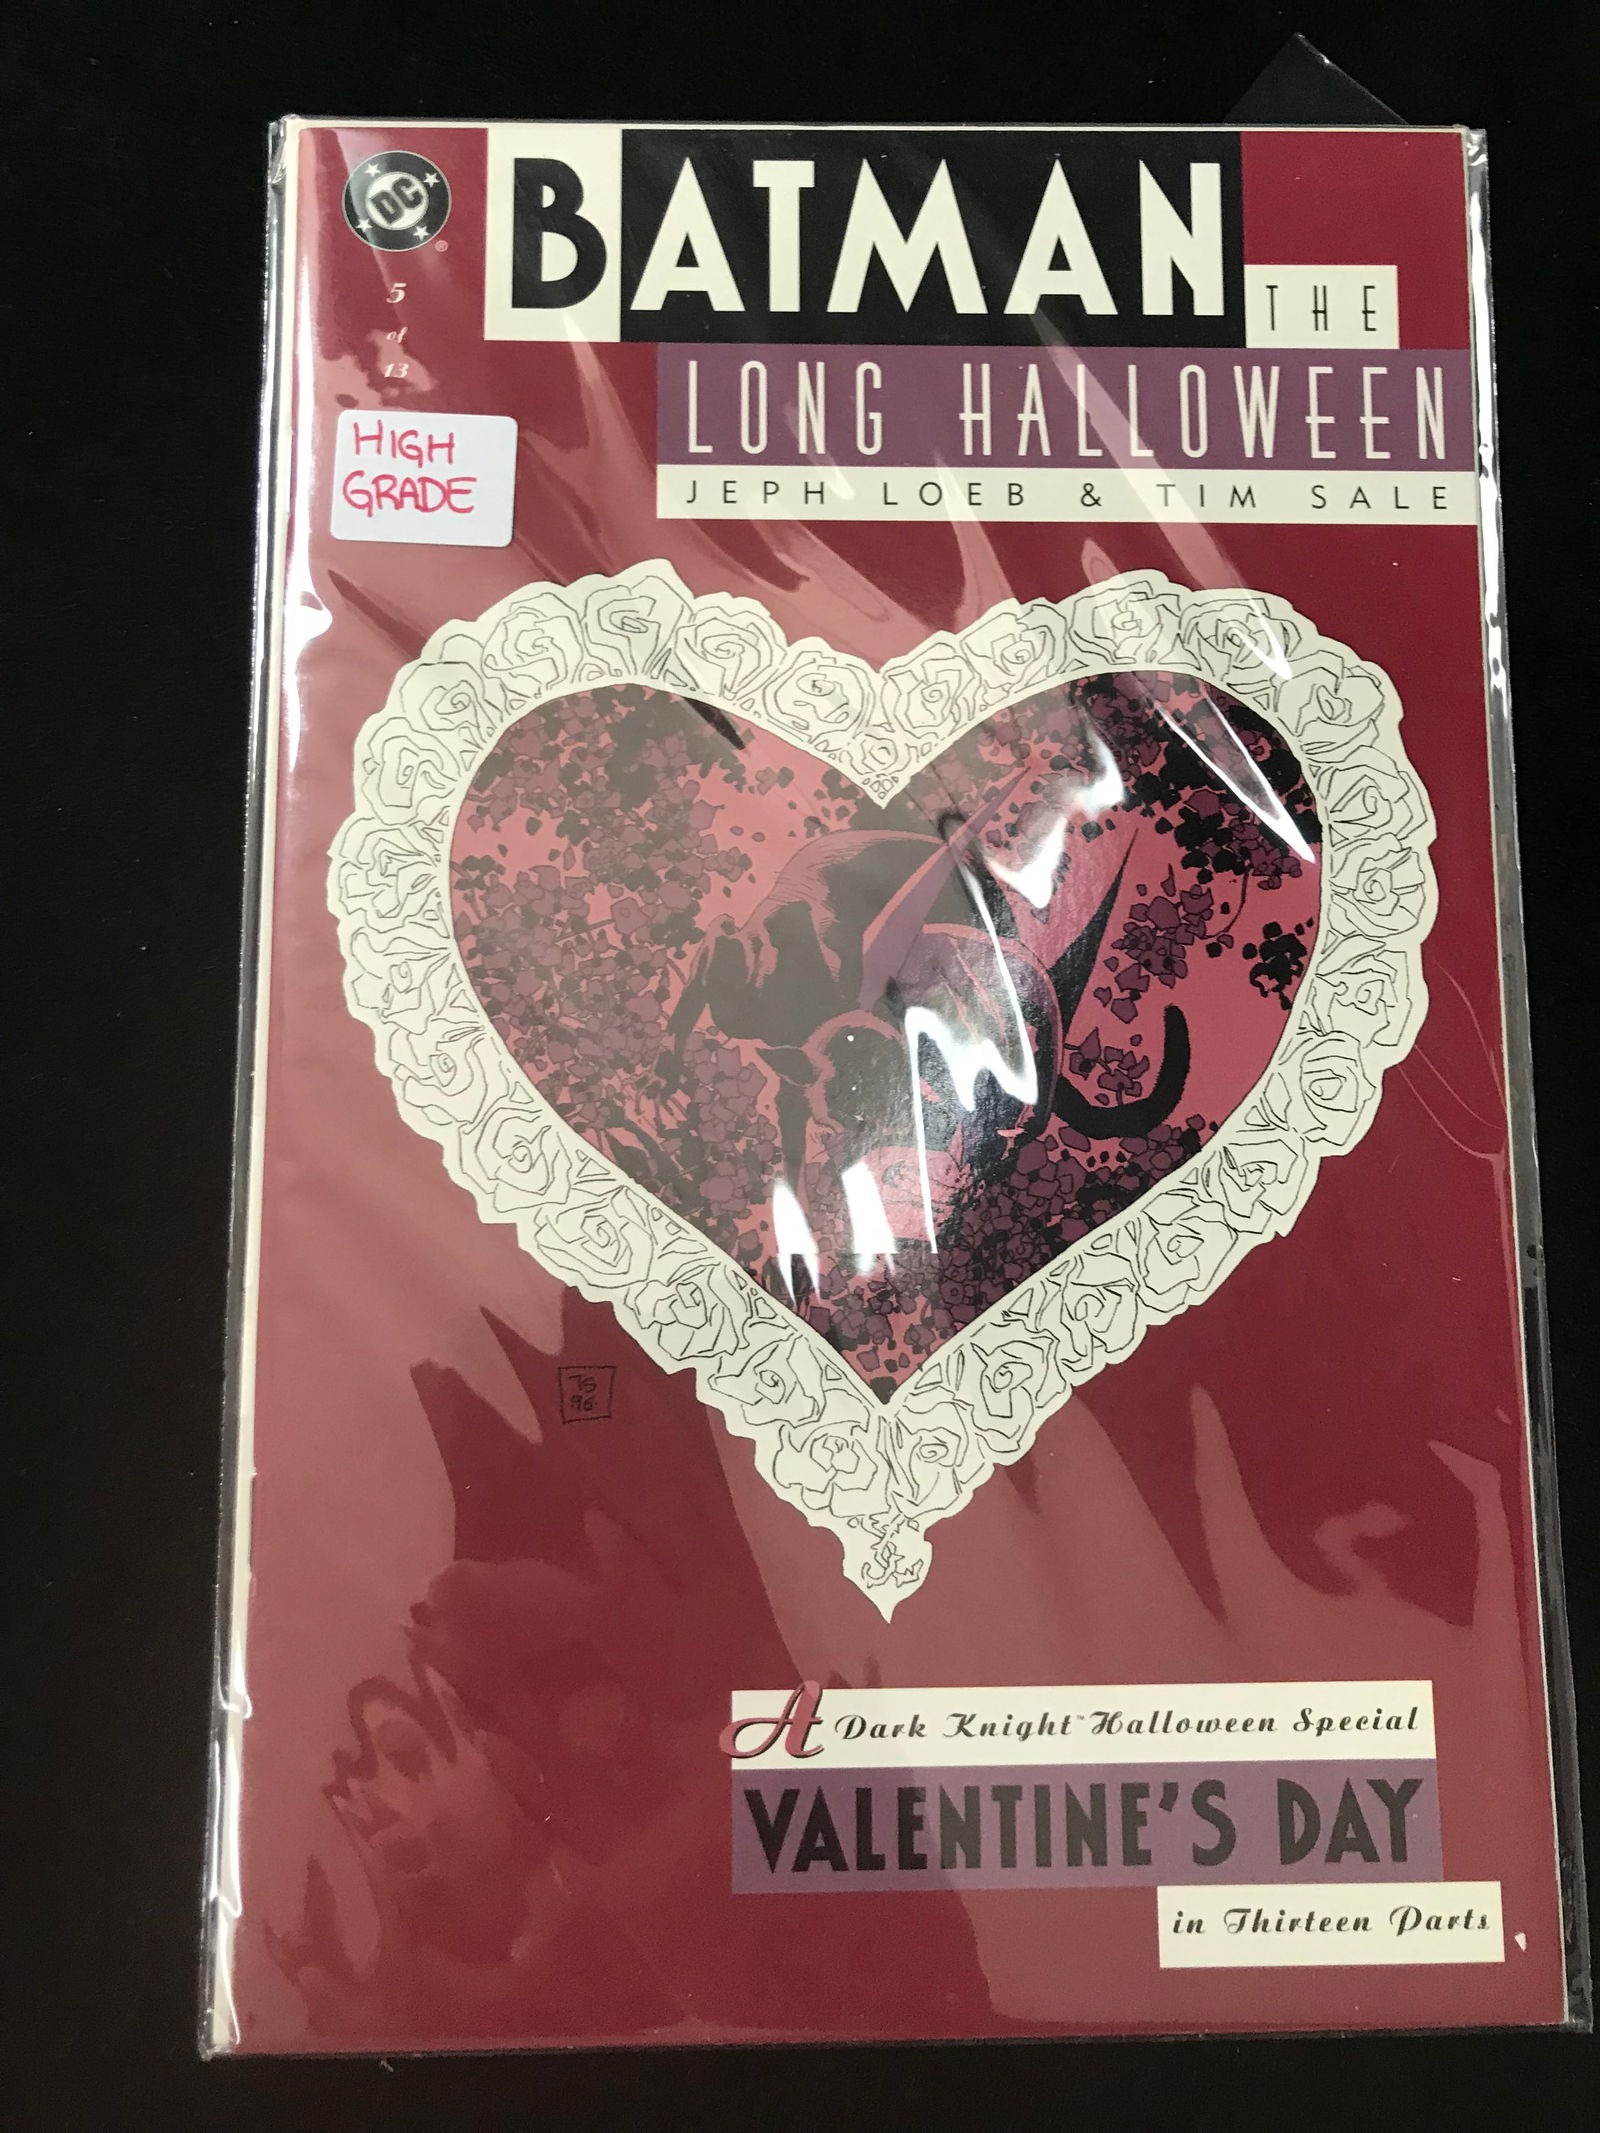 DC
®
5
of
13
BATMAN
THE
LONG HALLOWEEN
JEPH LOEB & TIM SALE
HIGH
GRADE
TS
96
A Dark Knight™ Halloween Special
VALENTINE'S DAY
in Thirteen Parts